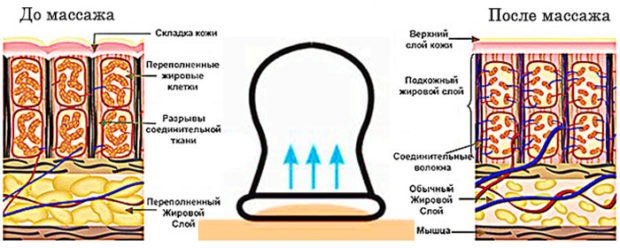 До массажа
Складка кожи
Переполненные
жировые
клетки
Разрывы
соединительной
ткани
Переполненный
Жировой
Слой
После массажа
Верхний
слой кожи
Подкожный
жировой слой
Соединительные
волокна
Обычный
Жировой
Слой
Мышца